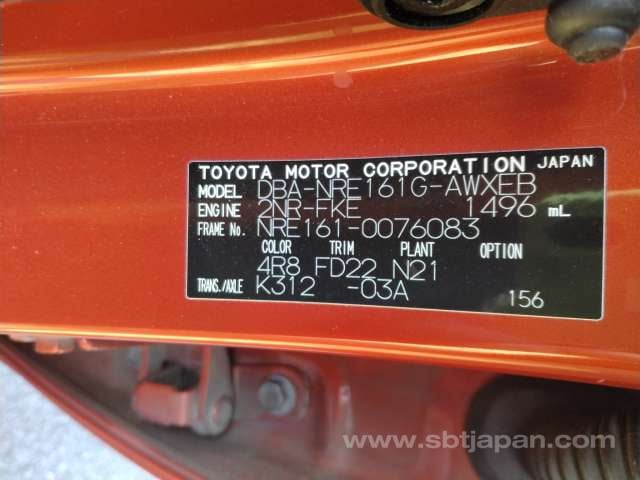 TOYOTA MOTOR CORPORATION JAPAN
MODEL DBA-NRE161G-AWXEB
ENGINE 2NR-FKE 1496 mL
FRAME No. NRE161-0076083
COLOR TRIM PLANT OPTION
4R8 FD22 N21
TRANS./AXLE K312 -03A
156
www.sbtjapan.com